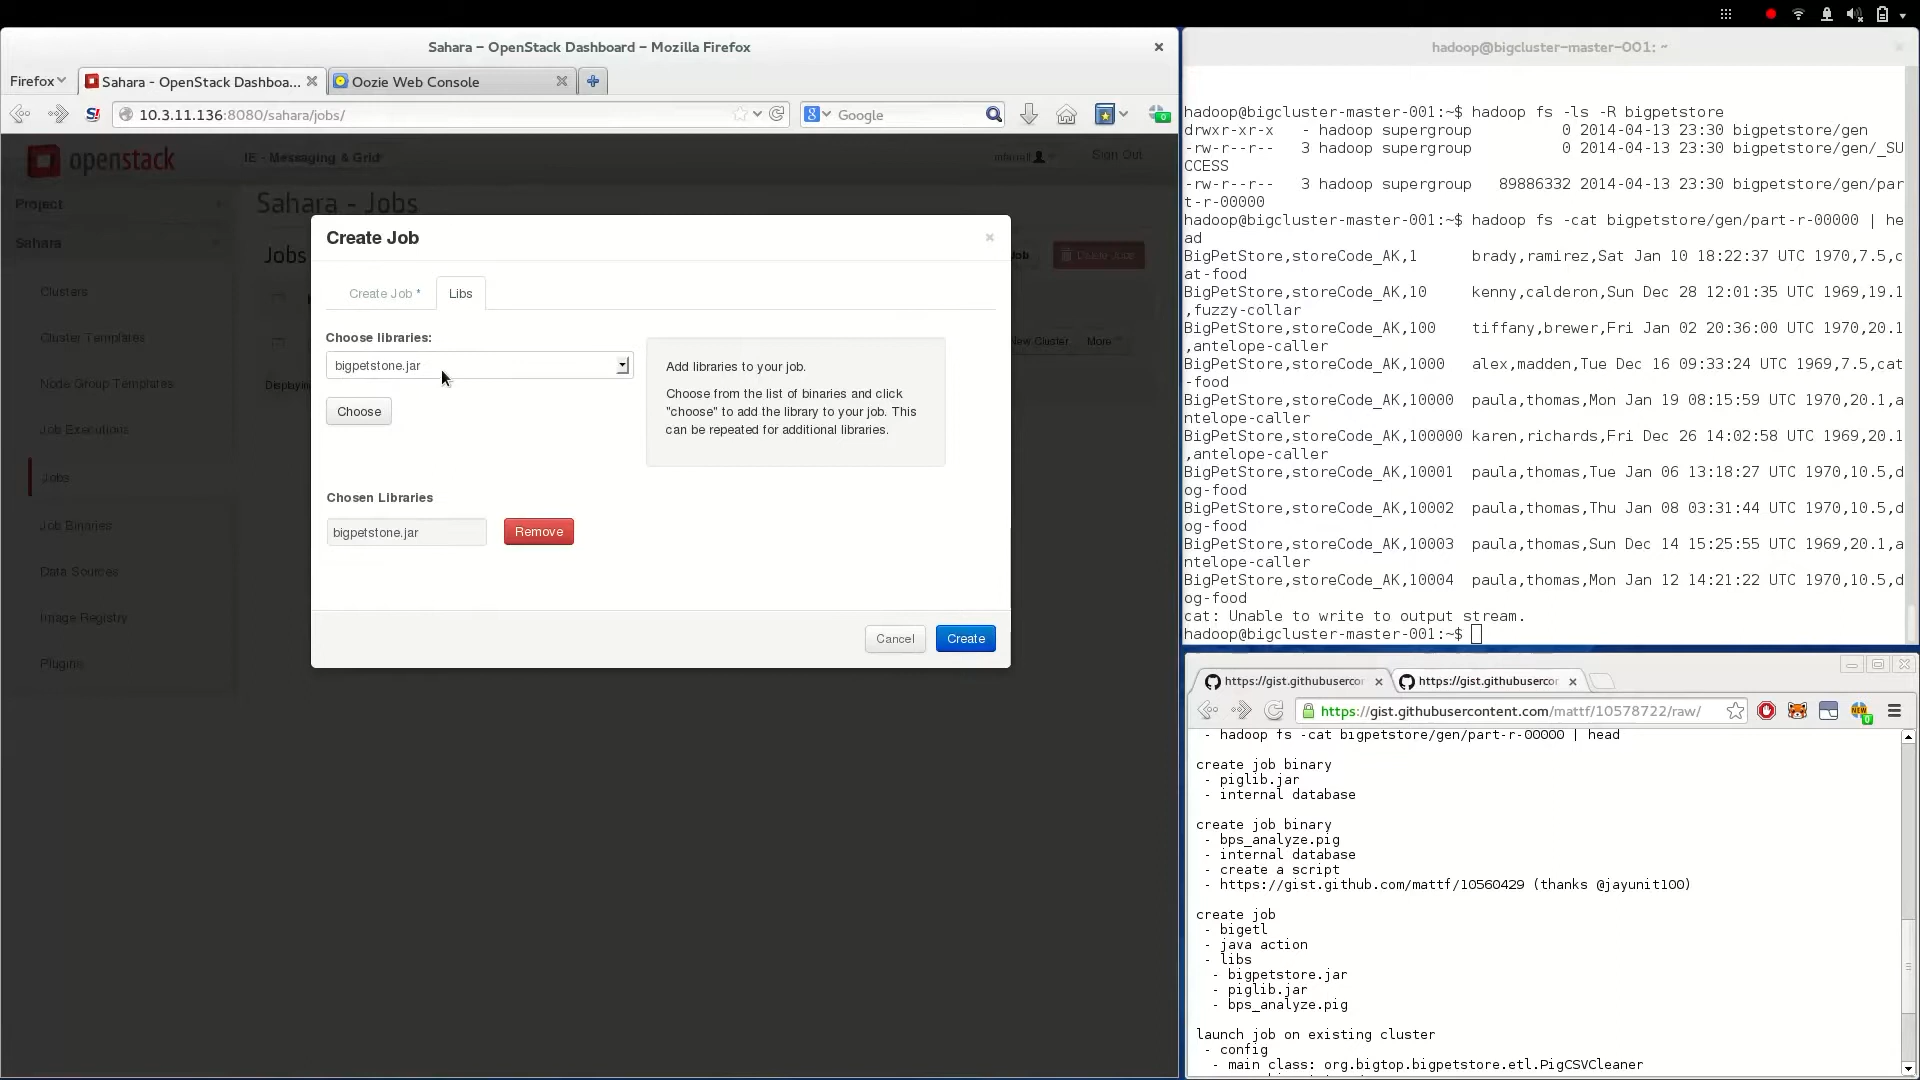 Sahara – OpenStack Dashboard – Mozilla Firefox
Firefox
Sahara - OpenStack Dashboa...
Oozie Web Console
10.3.11.136:8080/sahara/jobs/
Google
openstack
IE - Messaging & Grid
Sign Out
Project
Sahara - Jobs
Sahara
Jobs
Job
Delete Jobs
Clusters
Cluster Templates
Node Group Templates
Job Executions
Jobs
Job Binaries
Data Sources
Image Registry
Plugins
New Cluster
More
Displaying
Create Job
Create Job *
Libs
Choose libraries:
bigpetstone.jar
Choose
Add libraries to your job.
Choose from the list of binaries and click
"choose" to add the library to your job. This
can be repeated for additional libraries.
Chosen Libraries
bigpetstone.jar
Remove
Cancel
Create
hadoop@bigcluster-master-001: ~
hadoop@bigcluster-master-001:~$ hadoop fs -ls -R bigpetstore
drwxr-xr-x   - hadoop supergroup          0 2014-04-13 23:30 bigpetstore/gen
-rw-r--r--   3 hadoop supergroup          0 2014-04-13 23:30 bigpetstore/gen/_SU
CCESS
-rw-r--r--   3 hadoop supergroup   89886332 2014-04-13 23:30 bigpetstore/gen/par
t-r-00000
hadoop@bigcluster-master-001:~$ hadoop fs -cat bigpetstore/gen/part-r-00000 | he
ad
BigPetStore,storeCode_AK,1      brady,ramirez,Sat Jan 10 18:22:37 UTC 1970,7.5,c
at-food
BigPetStore,storeCode_AK,10     kenny,calderon,Sun Dec 28 12:01:35 UTC 1969,19.1
,fuzzy-collar
BigPetStore,storeCode_AK,100    tiffany,brewer,Fri Jan 02 20:36:00 UTC 1970,20.1
,antelope-caller
BigPetStore,storeCode_AK,1000   alex,madden,Tue Dec 16 09:33:24 UTC 1969,7.5,cat
-food
BigPetStore,storeCode_AK,10000  paula,thomas,Mon Jan 19 08:15:59 UTC 1970,20.1,a
ntelope-caller
BigPetStore,storeCode_AK,100000 karen,richards,Fri Dec 26 14:02:58 UTC 1969,20.1
,antelope-caller
BigPetStore,storeCode_AK,10001  paula,thomas,Tue Jan 06 13:18:27 UTC 1970,10.5,d
og-food
BigPetStore,storeCode_AK,10002  paula,thomas,Thu Jan 08 03:31:44 UTC 1970,10.5,d
og-food
BigPetStore,storeCode_AK,10003  paula,thomas,Sun Dec 14 15:25:55 UTC 1969,20.1,a
ntelope-caller
BigPetStore,storeCode_AK,10004  paula,thomas,Mon Jan 12 14:21:22 UTC 1970,10.5,d
og-food
cat: Unable to write to output stream.
hadoop@bigcluster-master-001:~$
https://gist.githubusercor
https://gist.githubusercor
https://gist.githubusercontent.com/mattf/10578722/raw/
- hadoop fs -cat bigpetstore/gen/part-r-00000 | head
create job binary
- piglib.jar
- internal database
create job binary
- bps_analyze.pig
- internal database
- create a script
- https://gist.github.com/mattf/10560429 (thanks @jayunit100)
create job
- bigetl
- java action
- libs
- bigpetstore.jar
- piglib.jar
- bps_analyze.pig
launch job on existing cluster
- config
- main class: org.bigtop.bigpetstore.etl.PigCSVCleaner